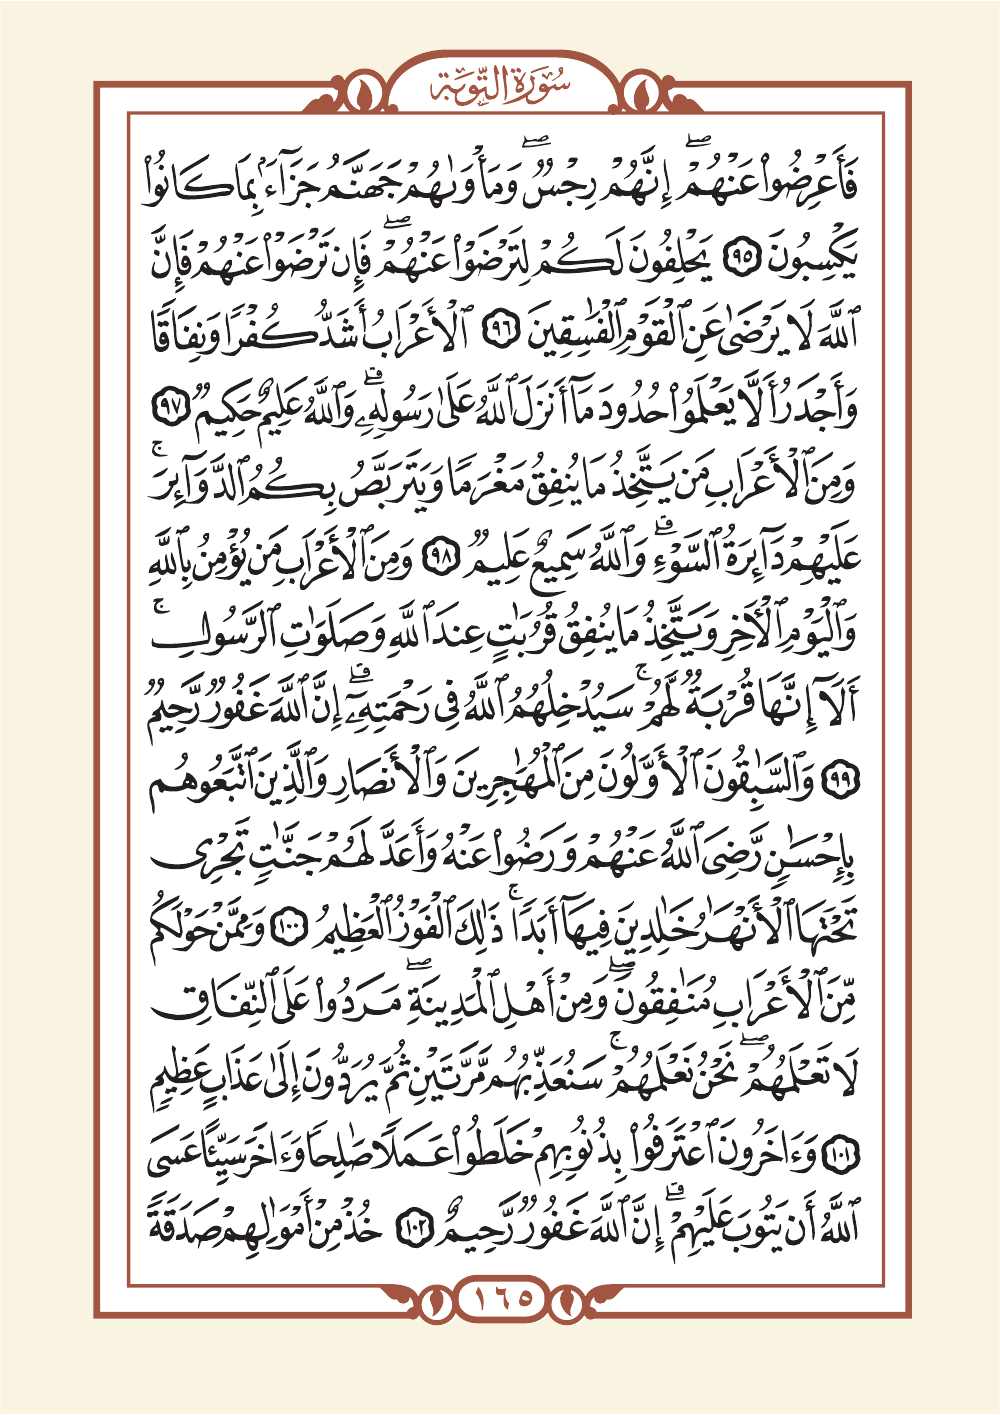 سُورَةُ التَّوْبَةِ
فَأَعْرِضُوا۟ عَنْهُمْ ۖ إِنَّهُمْ رِجْسٌ ۖ وَمَأْوَىٰهُمْ جَهَنَّمُ جَزَآءًۢ بِمَا كَانُوا۟
يَكْسِبُونَ ٩٥ يَحْلِفُونَ لَكُمْ لِتَرْضَوْا۟ عَنْهُمْ ۖ فَإِن تَرْضَوْا۟ عَنْهُمْ فَإِنَّ
ٱللَّهَ لَا يَرْضَىٰ عَنِ ٱلْقَوْمِ ٱلْفَٰسِقِينَ ٩٦ ٱلْأَعْرَابُ أَشَدُّ كُفْرًا وَنِفَاقًا
وَأَجْدَرُ أَلَّا يَعْلَمُوا۟ حُدُودَ مَآ أَنزَلَ ٱللَّهُ عَلَىٰ رَسُولِهِۦ ۗ وَٱللَّهُ عَلِيمٌ حَكِيمٌ ٩٧
وَمِنَ ٱلْأَعْرَابِ مَن يَتَّخِذُ مَا يُنفِقُ مَغْرَمًا وَيَتَرَبَّصُ بِكُمُ ٱلدَّوَآئِرَ ۚ
عَلَيْهِمْ دَآئِرَةُ ٱلسَّوْءِ ۗ وَٱللَّهُ سَمِيعٌ عَلِيمٌ ٩٨ وَمِنَ ٱلْأَعْرَابِ مَن يُؤْمِنُ بِٱللَّهِ
وَٱلْيَوْمِ ٱلْأَخِرِ وَيَتَّخِذُ مَا يُنفِقُ قُرُبَٰتٍ عِندَ ٱللَّهِ وَصَلَوَٰتِ ٱلرَّسُولِ ۚ
أَلَآ إِنَّهَا قُرْبَةٌ لَّهُمْ ۚ سَيُدْخِلُهُمُ ٱللَّهُ فِى رَحْمَتِهِۦٓ ۗ إِنَّ ٱللَّهَ غَفُورٌ رَّحِيمٌ
٩٩ وَٱلسَّٰبِقُونَ ٱلْأَوَّلُونَ مِنَ ٱلْمُهَٰجِرِينَ وَٱلْأَنصَارِ وَٱلَّذِينَ ٱتَّبَعُوهُم
بِإِحْسَٰنٍ رَّضِىَ ٱللَّهُ عَنْهُمْ وَرَضُوا۟ عَنْهُ وَأَعَدَّ لَهُمْ جَنَّٰتٍ تَجْرِى
تَحْتَهَا ٱلْأَنْهَٰرُ خَٰلِدِينَ فِيهَآ أَبَدًا ۚ ذَٰلِكَ ٱلْفَوْزُ ٱلْعَظِيمُ ١٠٠ وَمِمَّنْ حَوْلَكُم
مِّنَ ٱلْأَعْرَابِ مُنَٰفِقُونَ ۖ وَمِنْ أَهْلِ ٱلْمَدِينَةِ ۖ مَرَدُوا۟ عَلَى ٱلنِّفَاقِ
لَا تَعْلَمُهُمْ ۖ نَحْنُ نَعْلَمُهُمْ ۚ سَنُعَذِّبُهُم مَّرَّتَيْنِ ثُمَّ يُرَدُّونَ إِلَىٰ عَذَابٍ عَظِيمٍ
١٠١ وَءَاخَرُونَ ٱعْتَرَفُوا۟ بِذُنُوبِهِمْ خَلَطُوا۟ عَمَلًا صَٰلِحًا وَءَاخَرَ سَيِّئًا عَسَى
ٱللَّهُ أَن يَتُوبَ عَلَيْهِمْ ۗ إِنَّ ٱللَّهَ غَفُورٌ رَّحِيمٌ ١٠٢ خُذْ مِنْ أَمْوَٰلِهِمْ صَدَقَةً
١٦٥